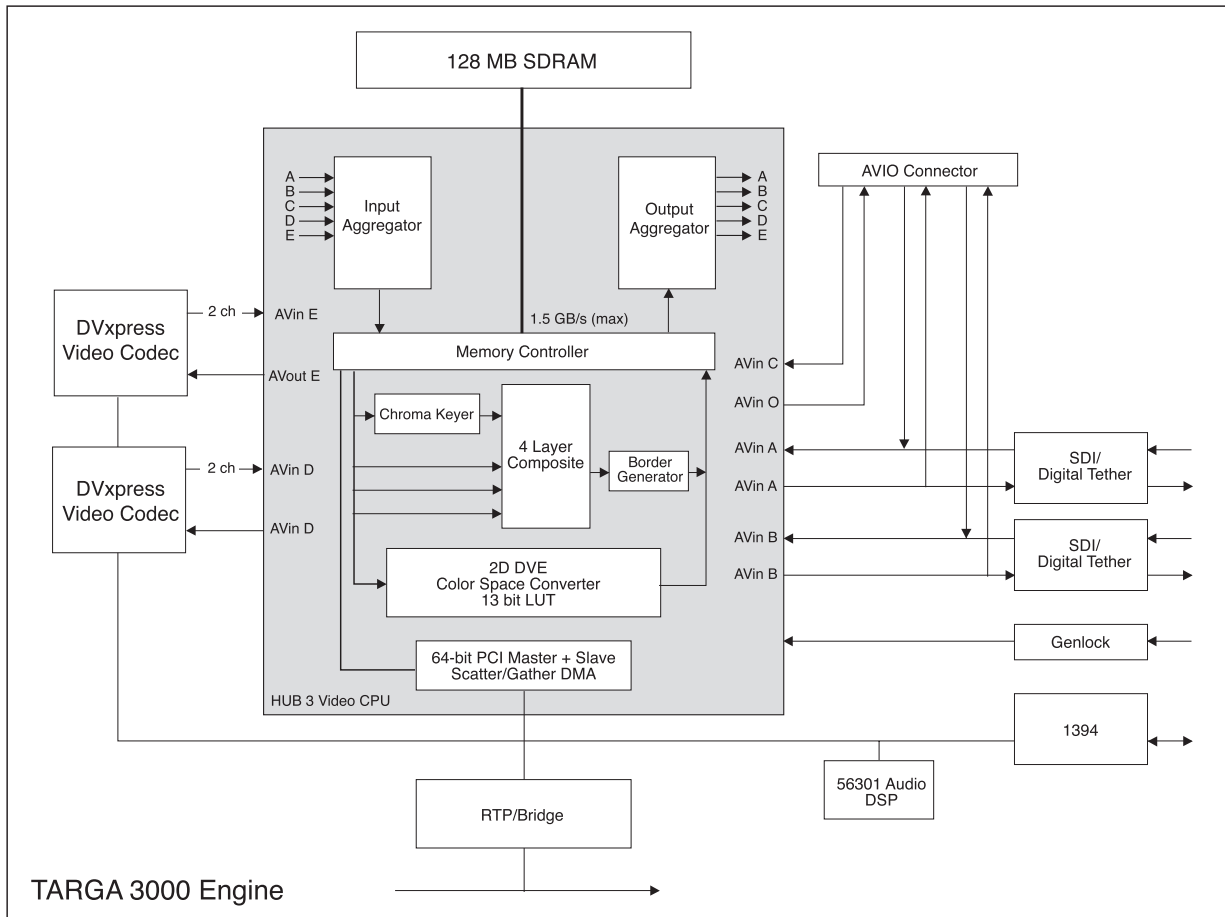 128 MB SDRAM
A
B
C
D
E
Input
Aggregator
Output
Aggregator
A
B
C
D
E
AVIO Connector
DVxpress
Video Codec
2 ch
AVin E
AVout E
1.5 GB/s (max)
Memory Controller
Chroma Keyer
4 Layer
Composite
Border
Generator
AVin C
AVin O
AVin A
AVin A
AVin B
AVin B
SDI/
Digital Tether
SDI/
Digital Tether
DVxpress
Video Codec
2 ch
AVin D
AVin D
2D DVE
Color Space Converter
13 bit LUT
64-bit PCI Master + Slave
Scatter/Gather DMA
HUB 3 Video CPU
Genlock
1394
56301 Audio
DSP
RTP/Bridge
TARGA 3000 Engine